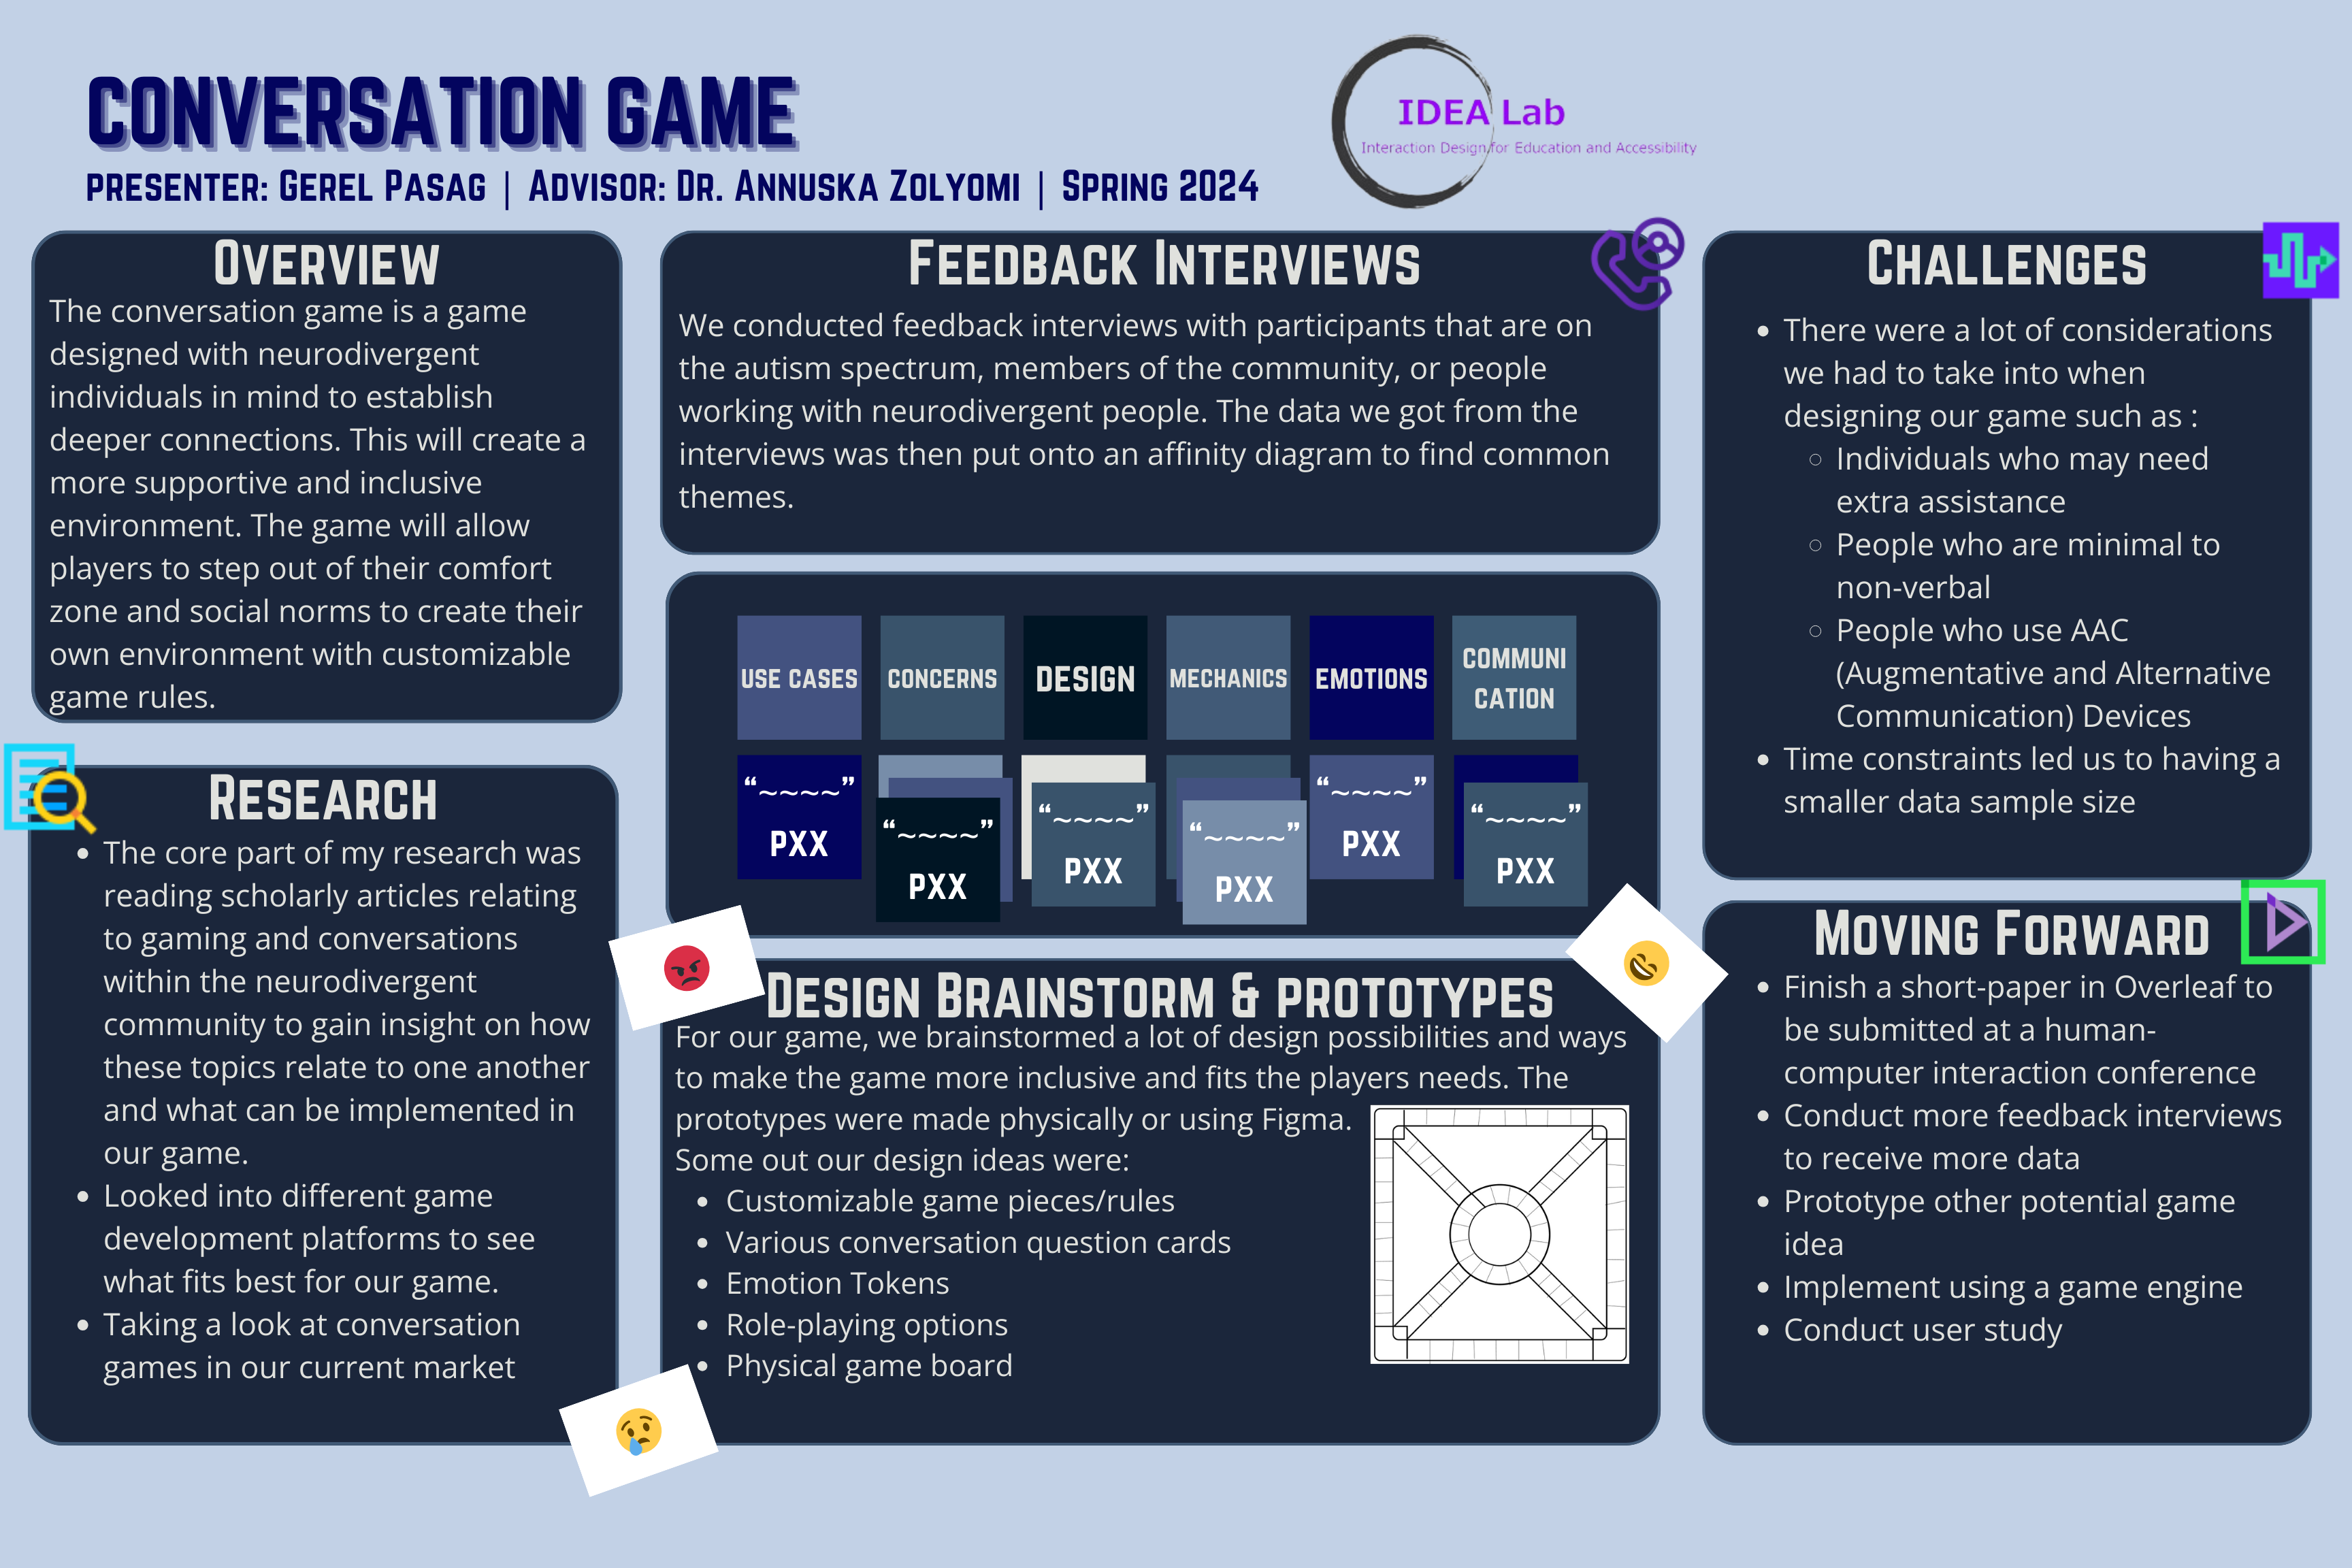 CONVERSATION GAME
PRESENTER: GEREL PASAG | ADVISOR: DR. ANNUSKA ZOLYOMI | SPRING 2024
IDEA Lab
Interaction Design for Education and Accessibility
OVERVIEW
The conversation game is a game
designed with neurodivergent
individuals in mind to establish
deeper connections. This will create a
more supportive and inclusive
environment. The game will allow
players to step out of their comfort
zone and social norms to create their
own environment with customizable
game rules.
RESEARCH
• The core part of my research was
reading scholarly articles relating
to gaming and conversations
within the neurodivergent
community to gain insight on how
these topics relate to one another
and what can be implemented in
our game.
• Looked into different game
development platforms to see
what fits best for our game.
• Taking a look at conversation
games in our current market
FEEDBACK INTERVIEWS
We conducted feedback interviews with participants that are on
the autism spectrum, members of the community, or people
working with neurodivergent people. The data we got from the
interviews was then put onto an affinity diagram to find common
themes.
USE CASES
CONCERNS
DESIGN
MECHANICS
EMOTIONS
COMMUNI
CATION
“~~~~”
PXX
“~~~~”
PXX
“~~~~”
PXX
“~~~~”
PXX
“~~~~”
PXX
“~~~~”
PXX
DESIGN BRAINSTORM & PROTOTYPES
For our game, we brainstormed a lot of design possibilities and ways
to make the game more inclusive and fits the players needs. The
prototypes were made physically or using Figma.
Some out our design ideas were:
• Customizable game pieces/rules
• Various conversation question cards
• Emotion Tokens
• Role-playing options
• Physical game board
CHALLENGES
• There were a lot of considerations
we had to take into when
designing our game such as :
◦ Individuals who may need
extra assistance
◦ People who are minimal to
non-verbal
◦ People who use AAC
(Augmentative and Alternative
Communication) Devices
• Time constraints led us to having a
smaller data sample size
MOVING FORWARD
• Finish a short-paper in Overleaf to
be submitted at a human-
computer interaction conference
• Conduct more feedback interviews
to receive more data
• Prototype other potential game
idea
• Implement using a game engine
• Conduct user study